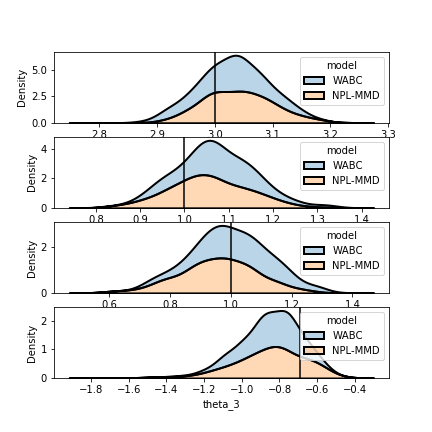 model
WABC
NPL-MMD
Density
5.0
2.5
0.0
2.8 2.9 3.0 3.1 3.2 3.3
model
WABC
NPL-MMD
Density
4
2
0
0.8 0.9 1.0 1.1 1.2 1.3 1.4
model
WABC
NPL-MMD
Density
2
0
0.6 0.8 1.0 1.2 1.4
model
WABC
NPL-MMD
Density
2
1
0
−1.8 −1.6 −1.4 −1.2 −1.0 −0.8 −0.6 −0.4
theta_3